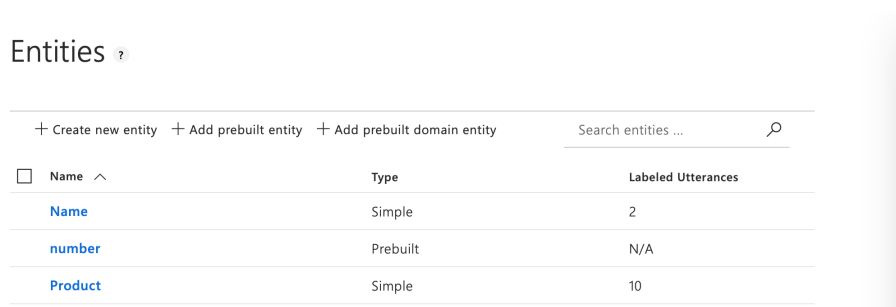 Entities ?
+ Create new entity + Add prebuilt entity + Add prebuilt domain entity Search entities ...
Name Type Labeled Utterances
Name Simple 2
number Prebuilt N/A
Product Simple 10